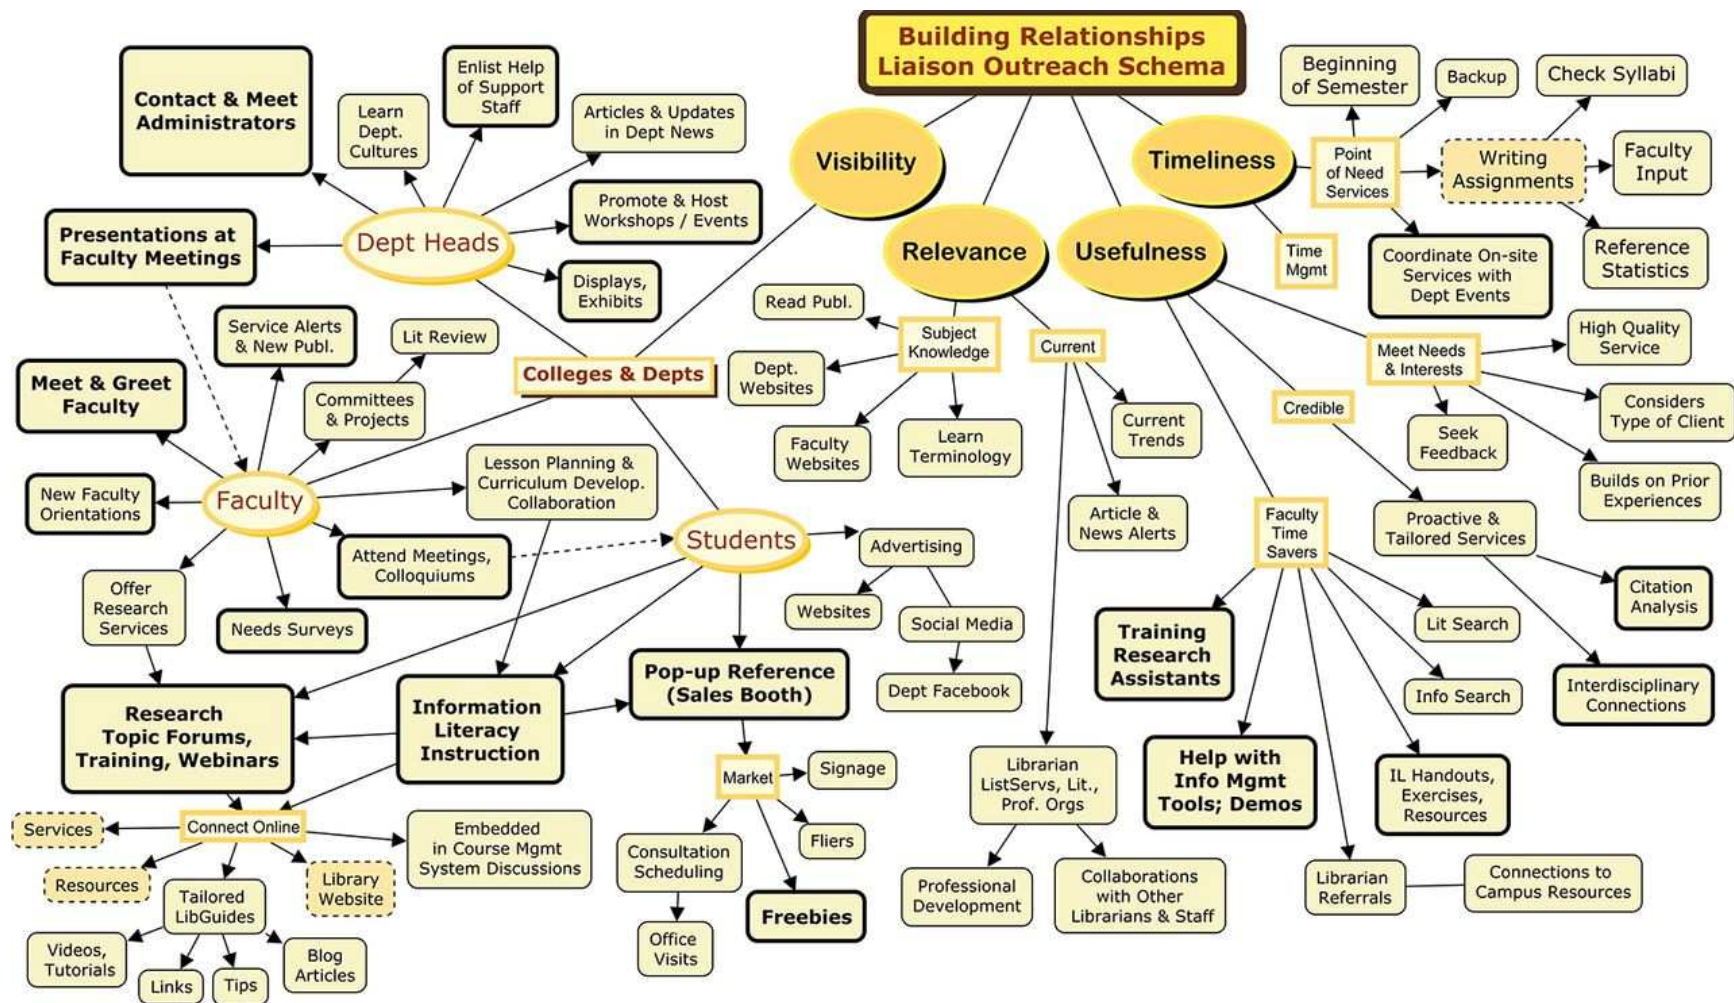 Building Relationships
Liaison Outreach Schema
Visibility
Relevance
Usefulness
Timeliness
Contact & Meet
Administrators
Learn
Dept.
Cultures
Enlist Help
of Support
Staff
Articles & Updates
in Dept News
Promote & Host
Workshops / Events
Displays,
Exhibits
Dept Heads
Presentations at
Faculty Meetings
Service Alerts
& New Publ.
Lit Review
Committees
& Projects
Meet & Greet
Faculty
Colleges & Depts
Faculty
New Faculty
Orientations
Lesson Planning &
Curriculum Develop.
Collaboration
Attend Meetings,
Colloquiums
Offer
Research
Services
Needs Surveys
Students
Advertising
Websites
Social Media
Dept Facebook
Research
Topic Forums,
Training, Webinars
Information
Literacy
Instruction
Pop-up Reference
(Sales Booth)
Market
Signage
Fliers
Freebies
Consultation
Scheduling
Office
Visits
Connect Online
Services
Resources
Tailored
LibGuides
Library
Website
Embedded
in Course Mgmt
System Discussions
Videos,
Tutorials
Links
Tips
Blog
Articles
Subject
Knowledge
Read Publ.
Dept.
Websites
Faculty
Websites
Learn
Terminology
Current
Current
Trends
Article &
News Alerts
Librarian
ListServs, Lit.,
Prof. Orgs
Professional
Development
Collaborations
with Other
Librarians & Staff
Time
Mgmt
Point
of Need
Services
Beginning
of Semester
Backup
Writing
Assignments
Check Syllabi
Faculty
Input
Reference
Statistics
Coordinate On-site
Services with
Dept Events
Meet Needs
& Interests
High Quality
Service
Considers
Type of Client
Builds on Prior
Experiences
Seek
Feedback
Credible
Proactive &
Tailored Services
Citation
Analysis
Interdisciplinary
Connections
Faculty
Time
Savers
Training
Research
Assistants
Help with
Info Mgmt
Tools; Demos
Lit Search
Info Search
IL Handouts,
Exercises,
Resources
Librarian
Referrals
Connections to
Campus Resources